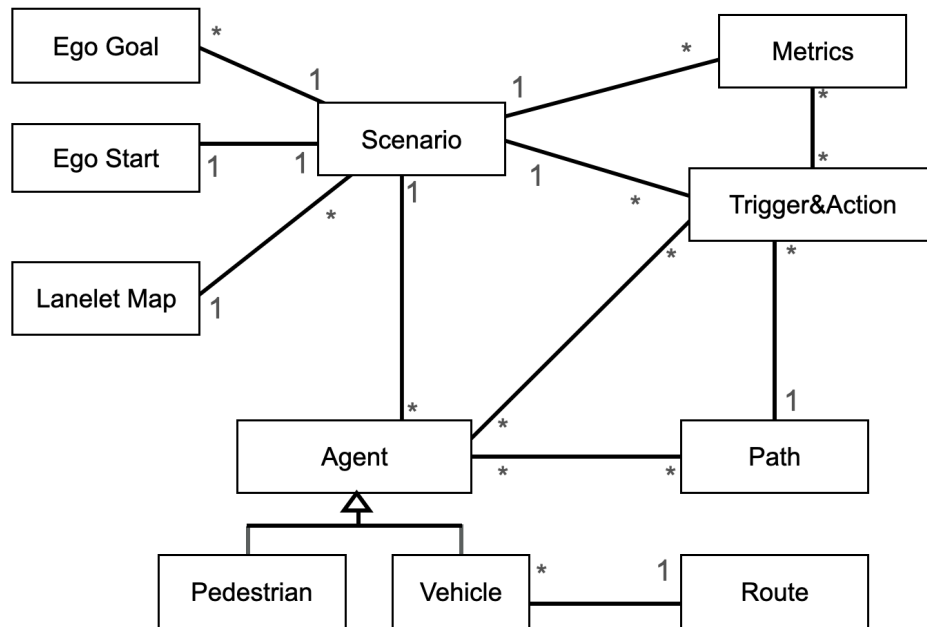 Ego Goal
*
1
*
Metrics
1
*
Scenario
Ego Start
1
1
1
1
*
*
Trigger&Action
*
*
*
Lanelet Map
1
1
*
*
Agent
*
*
Path
Pedestrian
Vehicle
*
1
Route